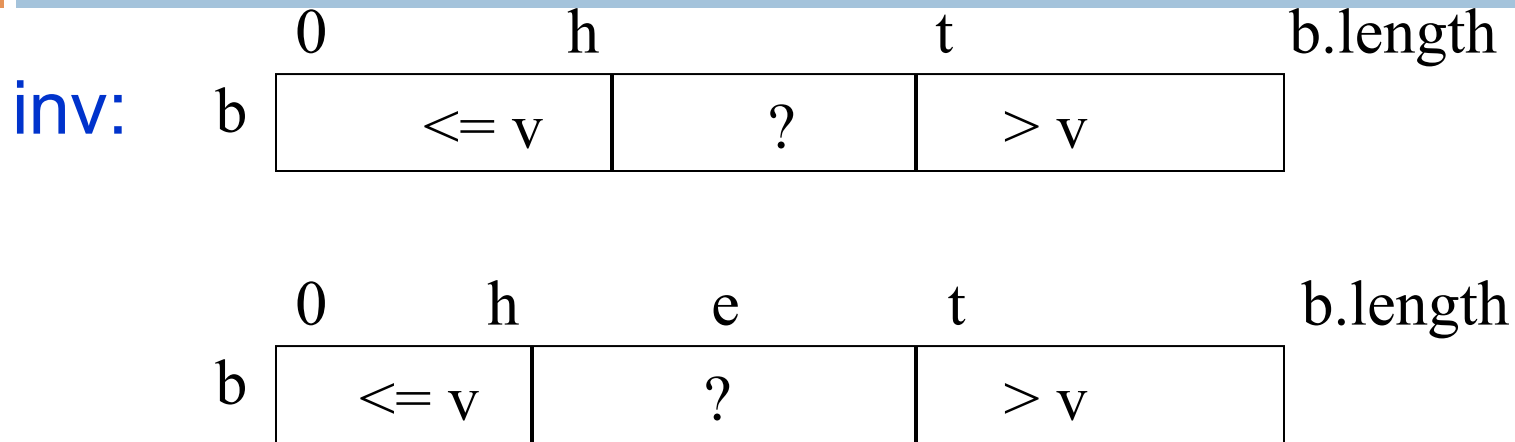 0 h t b.length
inv: b <= v ? > v
0 h e t b.length
b <= v ? > v